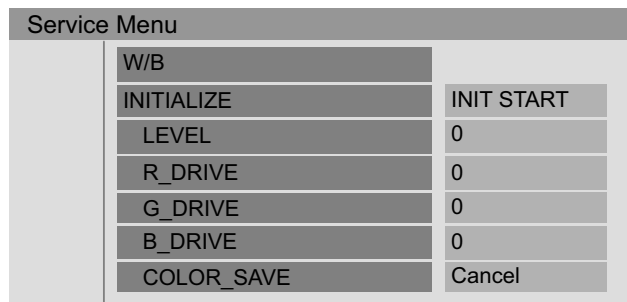 Service Menu
W/B
INITIALIZE INIT START
LEVEL 0
R_DRIVE 0
G_DRIVE 0
B_DRIVE 0
COLOR_SAVE Cancel